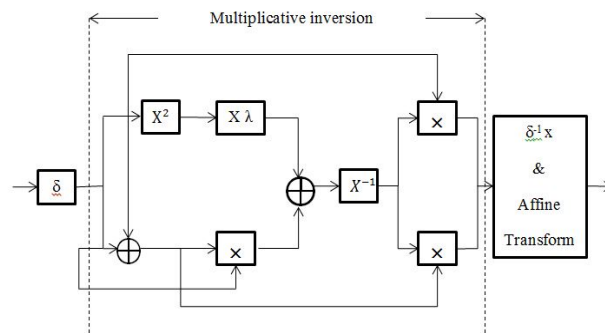 Multiplicative inversion
X²
X λ
×
δ
X⁻¹
δ⁻¹x
&
Affine
Transform
×
×